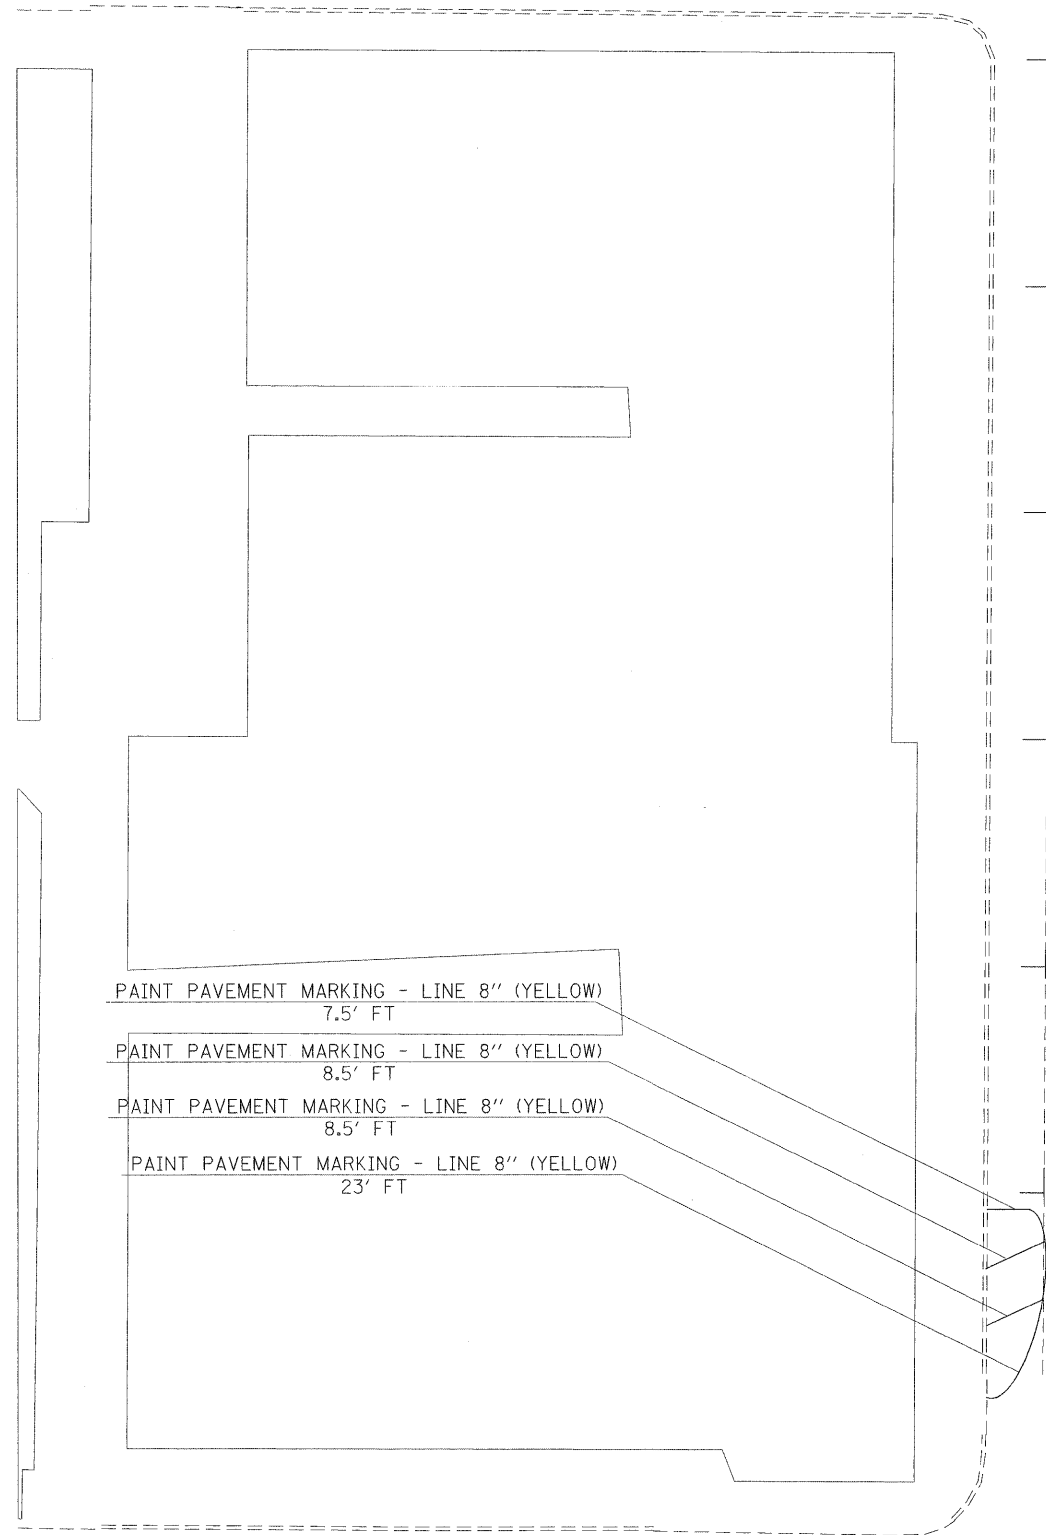 PAINT PAVEMENT MARKING - LINE 8" (YELLOW)
7.5' FT
PAINT PAVEMENT MARKING - LINE 8" (YELLOW)
8.5' FT
PAINT PAVEMENT MARKING - LINE 8" (YELLOW)
8.5' FT
PAINT PAVEMENT MARKING - LINE 8" (YELLOW)
23' FT